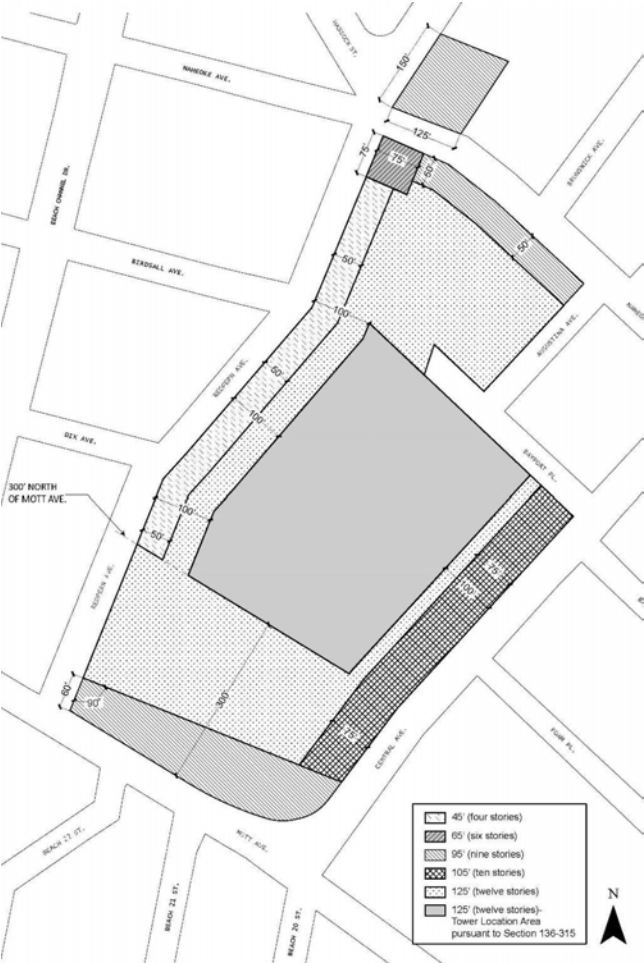 HASSOCK ST.
NAMEOKE AVE.
150'
125'
75'
75'
60'
BRUNSWICK AVE.
BEACH CHANNEL DR.
50'
BIRDSALL AVE.
50'
100'
AUGUSTINA AVE.
REDFERN AVE.
50'
100'
DIX AVE.
BAYPORT PL.
300' NORTH
OF MOTT AVE.
100'
50'
75'
100'
REDFERN AVE.
60'
90'
300'
75'
CENTRAL AVE.
FOAM PL.
BEACH 22 ST.
MOTT AVE.
BEACH 21 ST.
BEACH 20 ST.
45' (four stories)
65' (six stories)
95' (nine stories)
105' (ten stories)
125' (twelve stories)
125' (twelve stories)-
Tower Location Area
pursuant to Section 136-315
N